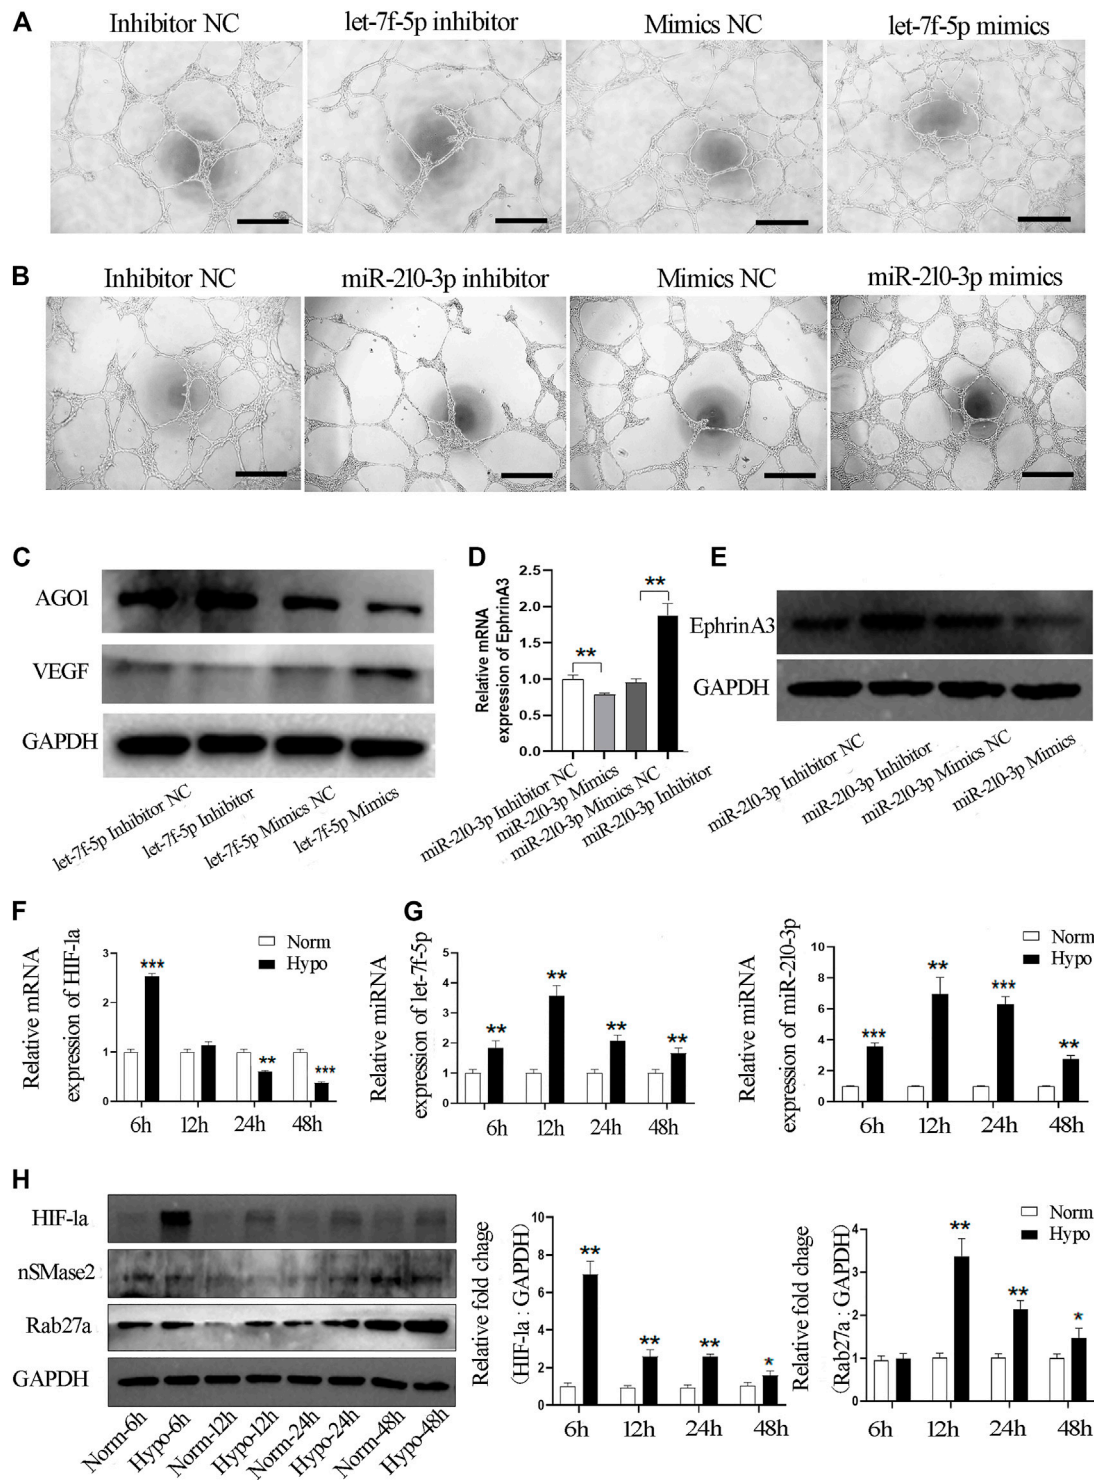 A
Inhibitor NC
let-7f-5p inhibitor
Mimics NC
let-7f-5p mimics
B
Inhibitor NC
miR-210-3p inhibitor
Mimics NC
miR-210-3p mimics
C
AGO1
VEGF
GAPDH
let-7f-5p Inhibitor NC
let-7f-5p Inhibitor
let-7f-5p Mimics NC
let-7f-5p Mimics
D
Relative mRNA
expression of EphrinA3
2.5
2.0
1.5
1.0
0.5
0.0
**
**
miR-210-3p Inhibitor NC
miR-210-3p Mimics
miR-210-3p Mimics NC
miR-210-3p Inhibitor
E
EphrinA3
GAPDH
miR-210-3p Inhibitor NC
miR-210-3p Inhibitor
miR-210-3p Mimics NC
miR-210-3p Mimics
F
Relative mRNA
expression of HIF-1a
Norm
Hypo
3
2
1
0
***
**
***
6h
12h
24h
48h
G
Relative miRNA
expression of let-7f-5p
5
4
3
2
1
0
**
**
**
**
6h
12h
24h
48h
Relative miRNA
expression of miR-210-3p
Norm
Hypo
10
8
6
4
2
0
***
**
***
**
6h
12h
24h
48h
H
HIF-1a
nSMase2
Rab27a
GAPDH
Norm-6h
Hypo-6h
Norm-12h
Hypo-12h
Norm-24h
Hypo-24h
Norm-48h
Hypo-48h
Relative fold chage
(HIF-1a : GAPDH)
10
8
6
4
2
0
**
**
**
*
6h
12h
24h
48h
Relative fold chage
(Rab27a : GAPDH)
Norm
Hypo
4
3
2
1
0
**
**
*
6h
12h
24h
48h